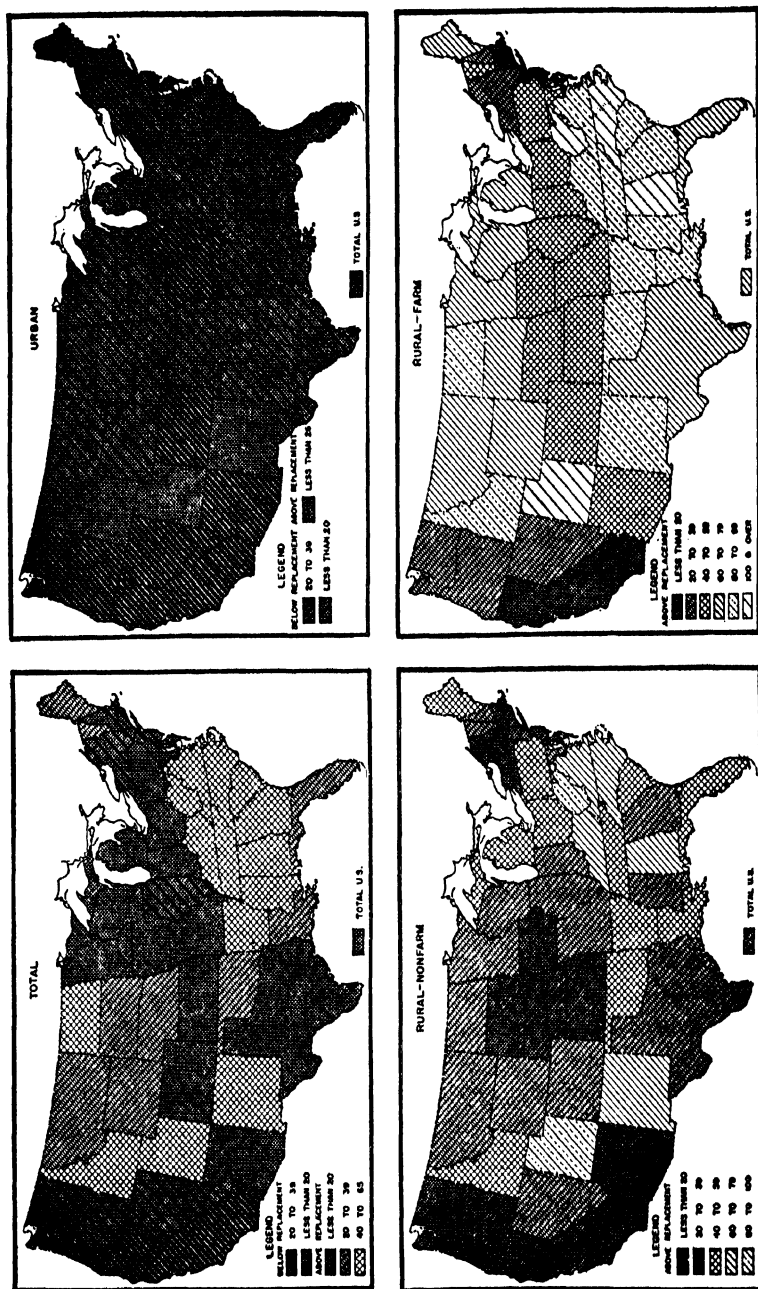 TOTAL
LEGEND
BELOW REPLACEMENT
20 TO 39
LESS THAN 20
ABOVE REPLACEMENT
LESS THAN 20
20 TO 39
40 TO 65
TOTAL U.S.
URBAN
LEGEND
BELOW REPLACEMENT
20 TO 39
LESS THAN 20
ABOVE REPLACEMENT
LESS THAN 25
TOTAL U.S
RURAL-NONFARM
LEGEND
ABOVE REPLACEMENT
LESS THAN 20
20 TO 39
40 TO 59
60 TO 79
80 TO 100
TOTAL U.S.
RURAL-FARM
LEGEND
ABOVE REPLACEMENT
LESS THAN 20
20 TO 39
40 TO 59
60 TO 79
80 TO 99
100 & OVER
TOTAL U.S.